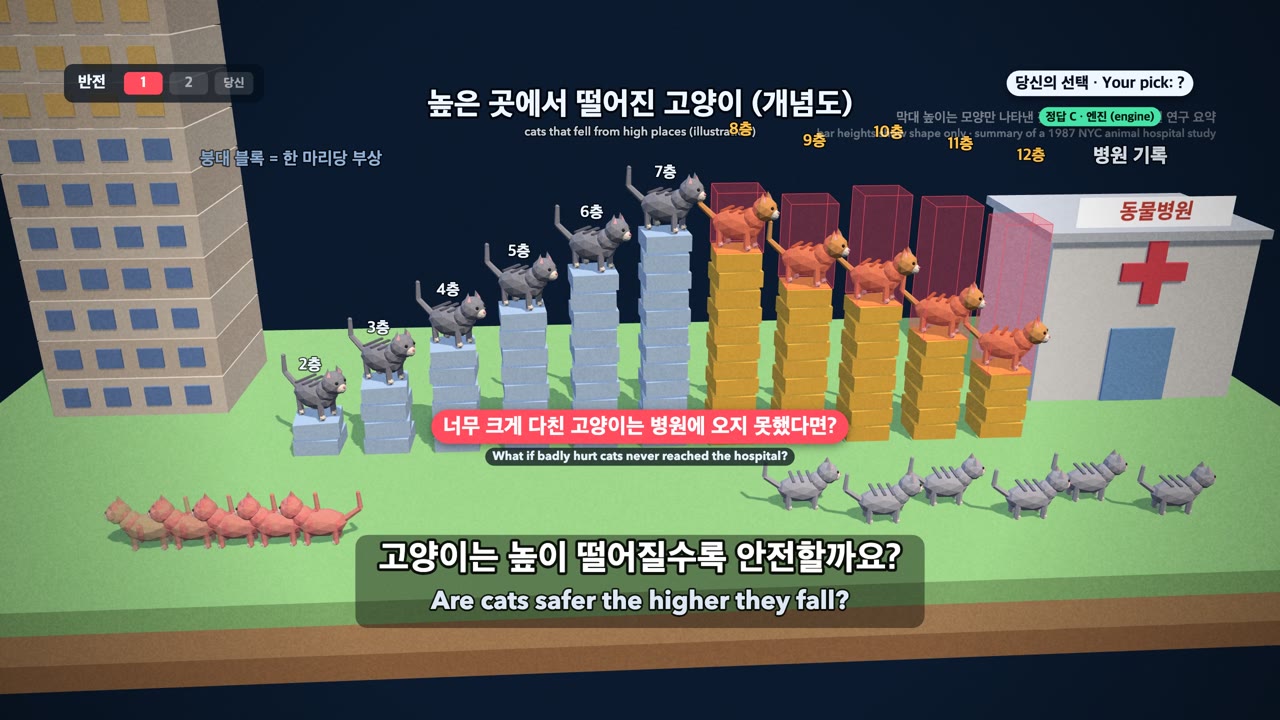 반전 1 2 당신
당신의 선택 · Your pick: ?
높은 곳에서 떨어진 고양이 (개념도)
cats that fell from high places (illustra
막대 높이는 모양만 나타낸
정답 C · 엔진 (engine)
연구 요약
ear heights
shape only · summary of a 1987 NYC animal hospital study
붕대 블록 = 한 마리당 부상
병원 기록
2층
3층
4층
5층
6층
7층
8층
9층
10층
11층
12층
동물병원
너무 크게 다친 고양이는 병원에 오지 못했다면?
What if badly hurt cats never reached the hospital?
고양이는 높이 떨어질수록 안전할까요?
Are cats safer the higher they fall?